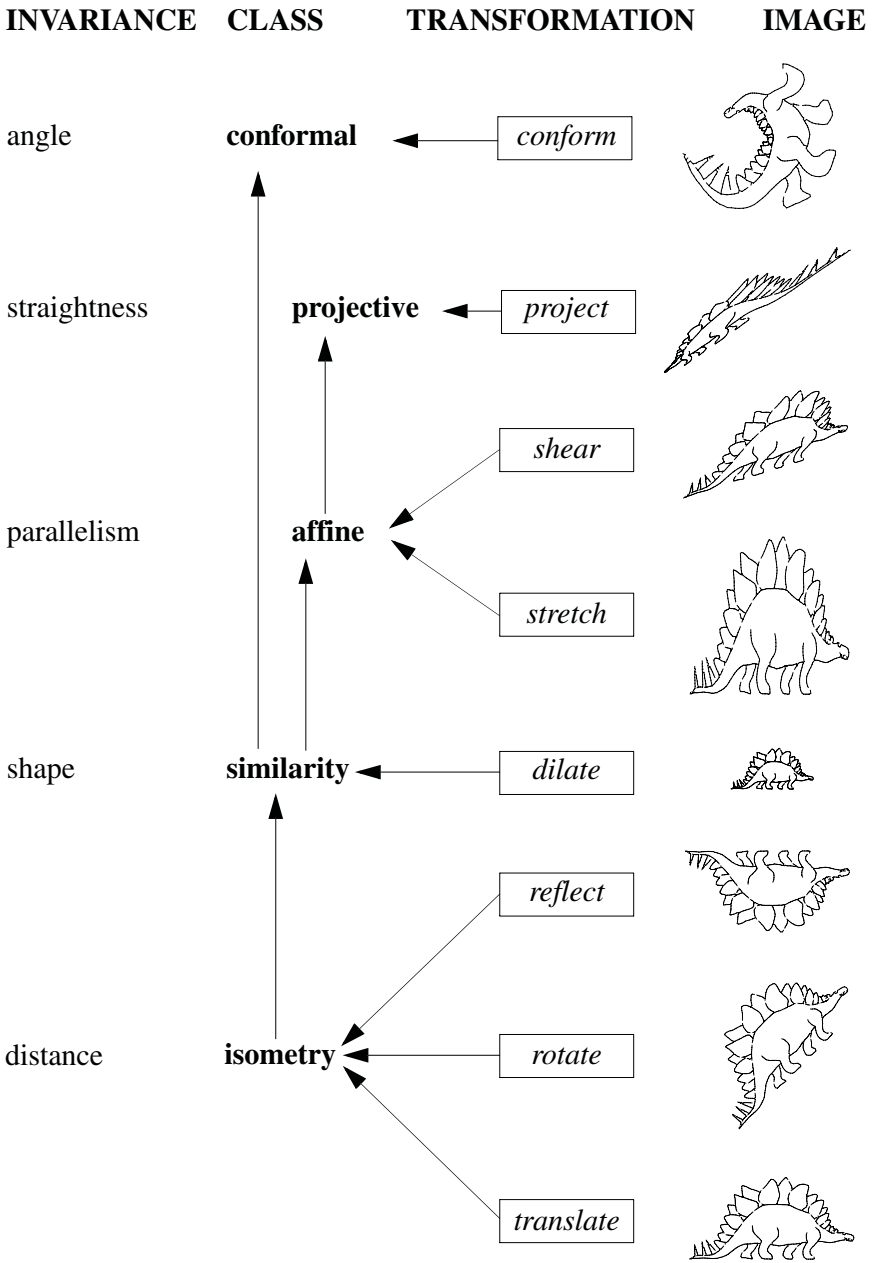 INVARIANCE CLASS TRANSFORMATION IMAGE
angle conformal conform
straightness projective project
shear
parallelism affine
stretch
shape similarity dilate
reflect
distance isometry rotate
translate